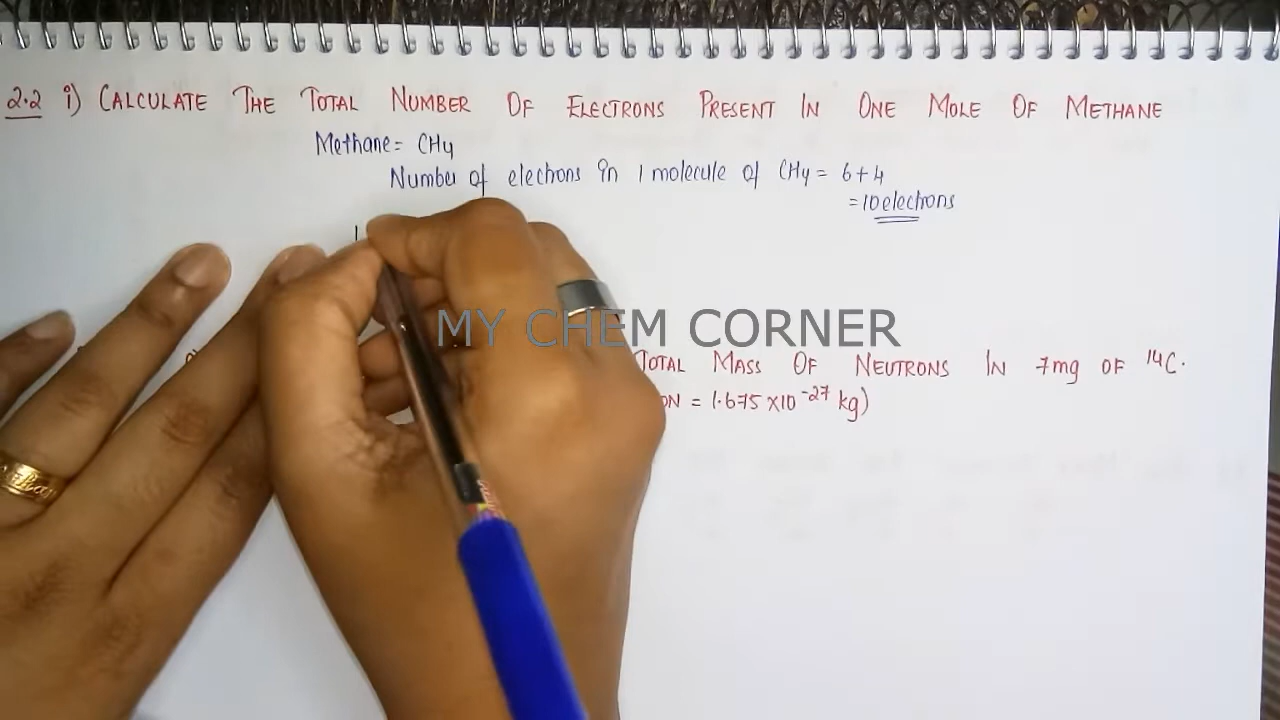 2.2 i) CALCULATE THE TOTAL NUMBER OF ELECTRONS PRESENT IN ONE MOLE OF METHANE
Methane = CH4
Number of electrons in 1 molecule of CH4 = 6+4
= 10 electrons
1
MY CHEM CORNER
TOTAL MASS OF NEUTRONS IN 7mg OF ¹⁴C.
ON = 1.675 × 10⁻²⁷ kg)